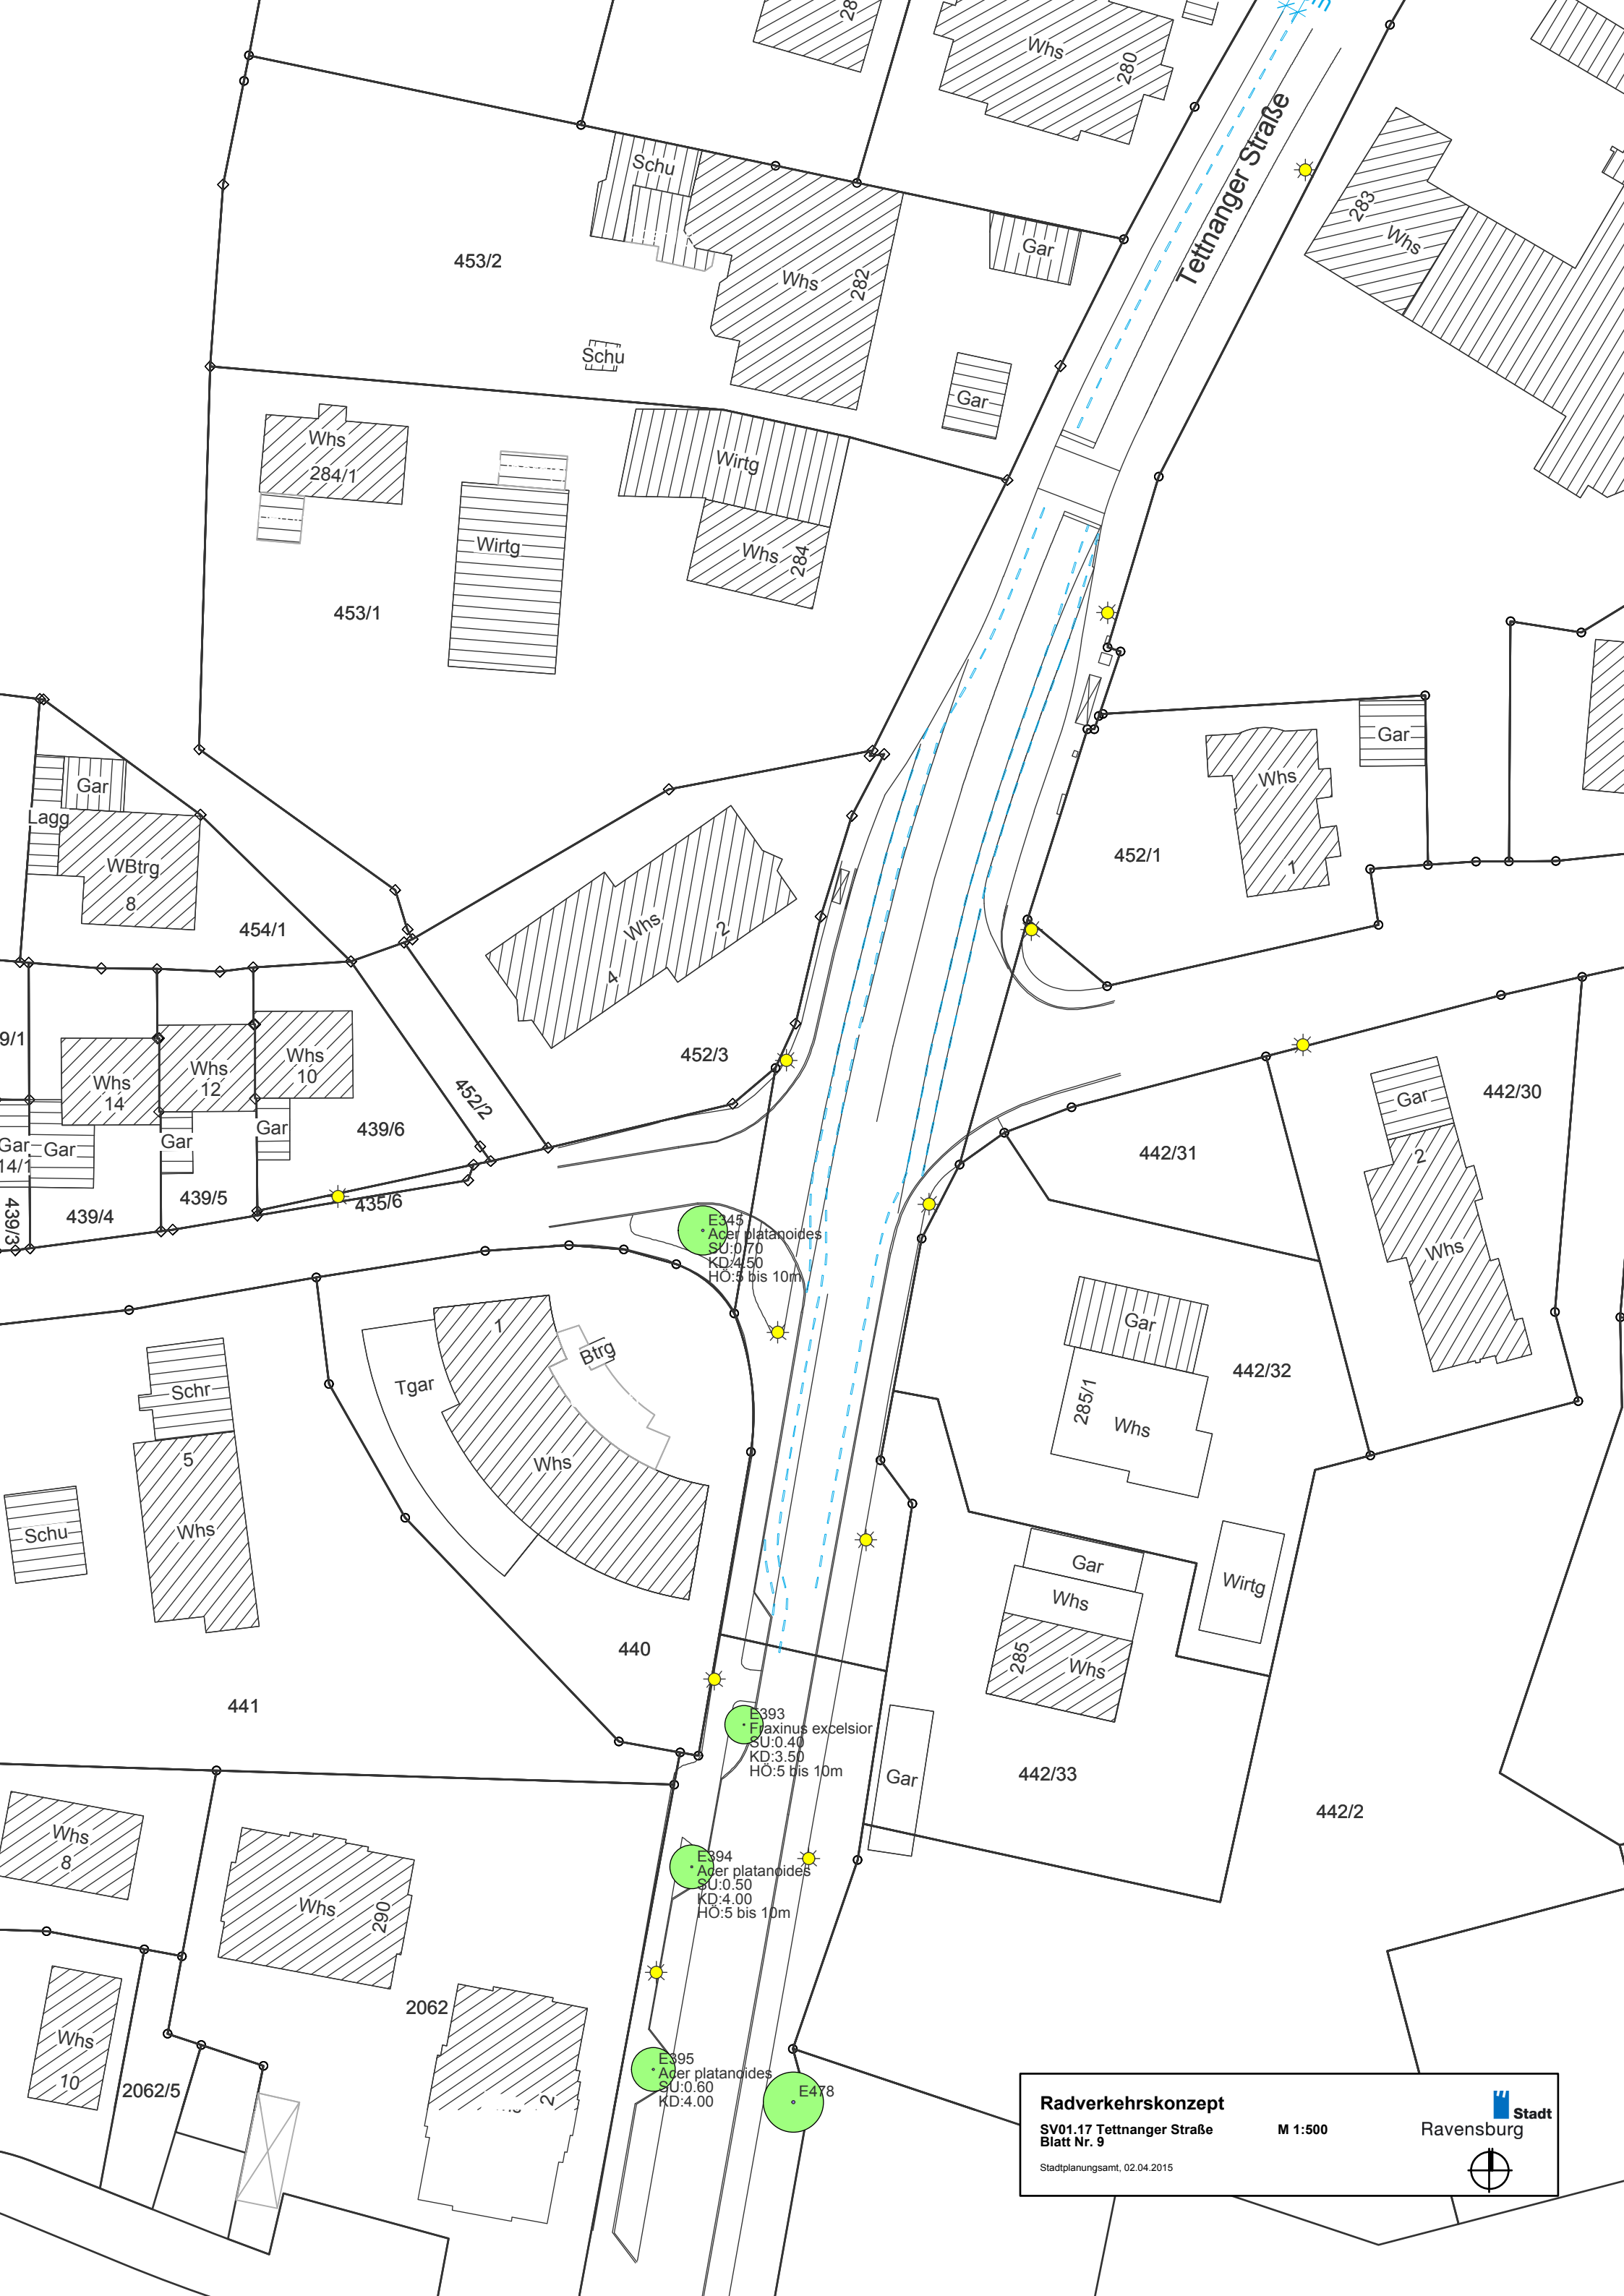 28
Whs
280
Tettnanger Straße
Schu
283
Whs
Gar
453/2
Whs
282
Schu
Gar
Whs
284/1
Wirtg
Wirtg
Whs
284
453/1
Gar
Whs
1
Gar
Lagg
WBtrg
8
452/1
454/1
Whs
2
4
9/1
Whs
10
Whs
12
Whs
14
452/3
452/2
Gar
442/30
2
Gar
Gar
Gar
Gar
14/1
439/6
442/31
439/3
439/4
439/5
435/6
E345
Acer platanoides
SU:0.70
KD:4.50
HÖ:5 bis 10m
Whs
Gar
442/32
1
Btrg
Tgar
285/1
Whs
Schr
5
Whs
Whs
Schu
Gar
Whs
Wirtg
285
Whs
440
441
E393
Fraxinus excelsior
SU:0.40
KD:3.50
HÖ:5 bis 10m
Gar
442/33
442/2
Whs
8
E394
Acer platanoides
SU:0.50
KD:4.00
HÖ:5 bis 10m
Whs
290
2062
Whs
10
2062/5
2
E395
Acer platanoides
SU:0.60
KD:4.00
E478
Radverkehrskonzept
SV01.17 Tettnanger Straße M 1:500
Blatt Nr. 9
Stadtplanungsamt, 02.04.2015
Stadt
Ravensburg